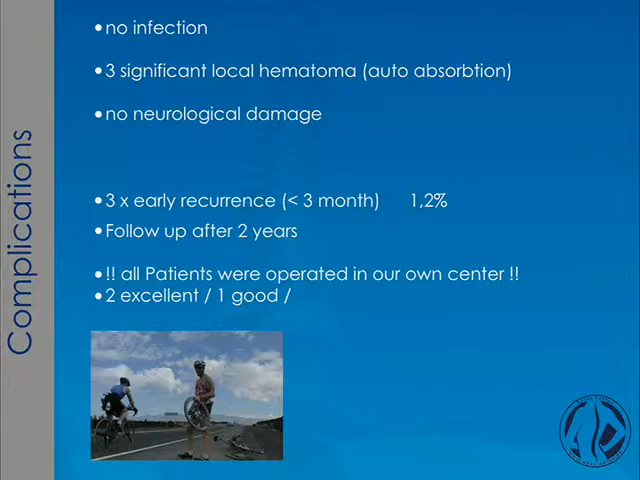 • no infection
• 3 significant local hematoma (auto absorbtion)
• no neurological damage
• 3 x early recurrence (< 3 month) 1,2%
• Follow up after 2 years
• !! all Patients were operated in our own center !!
• 2 excellent / 1 good /
Complications